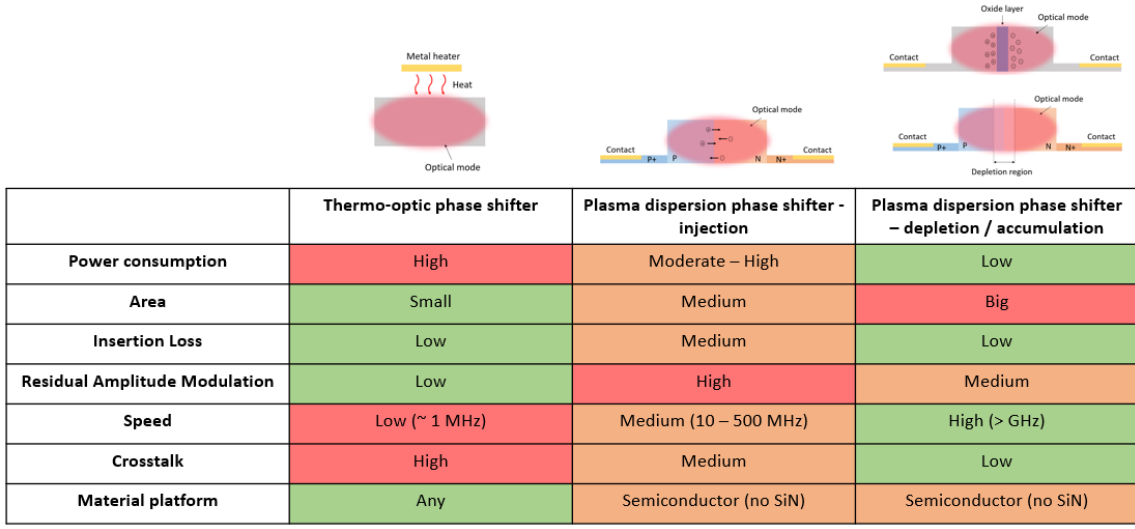 Metal heater
Heat
Optical mode
Optical mode
Contact
P+
P
N
N+
Contact
Oxide layer
Optical mode
Contact
Contact
Optical mode
Contact
P+
P
N
N+
Contact
Depletion region
Thermo-optic phase shifter
Plasma dispersion phase shifter -
injection
Plasma dispersion phase shifter
– depletion / accumulation
Power consumption
High
Moderate – High
Low
Area
Small
Medium
Big
Insertion Loss
Low
Medium
Low
Residual Amplitude Modulation
Low
High
Medium
Speed
Low (~ 1 MHz)
Medium (10 – 500 MHz)
High (> GHz)
Crosstalk
High
Medium
Low
Material platform
Any
Semiconductor (no SiN)
Semiconductor (no SiN)